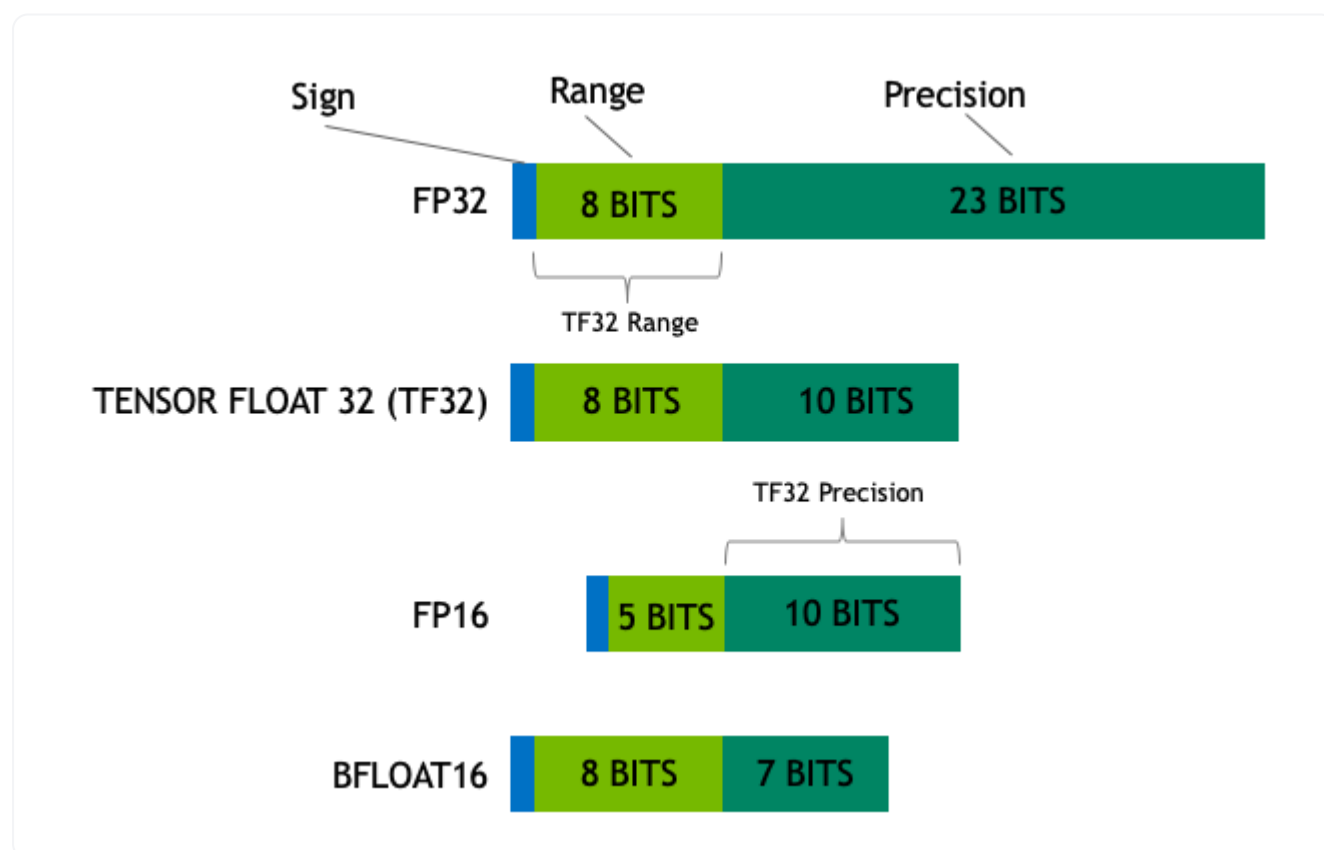 Sign
Range
Precision
FP32
8 BITS
23 BITS
TF32 Range
TENSOR FLOAT 32 (TF32)
8 BITS
10 BITS
TF32 Precision
FP16
5 BITS
10 BITS
BFLOAT16
8 BITS
7 BITS